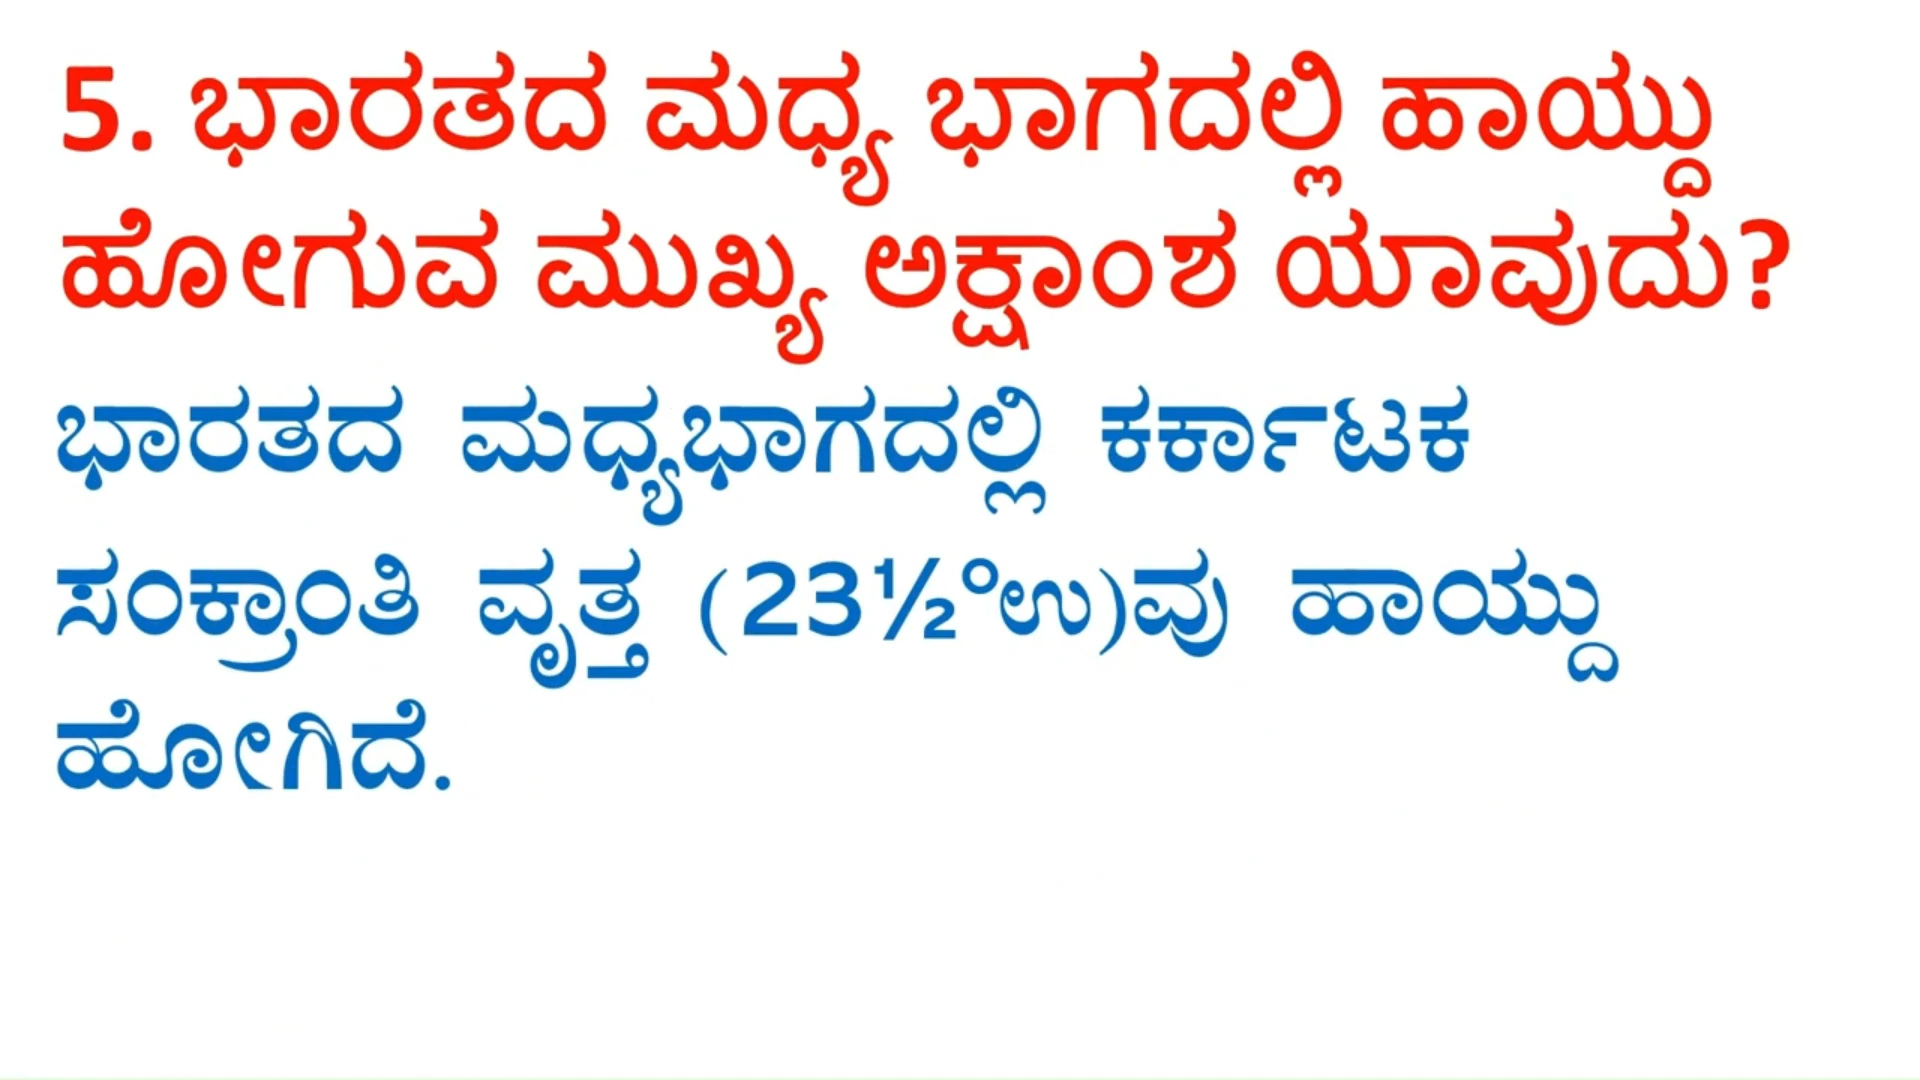 5. ಭಾರತದ ಮಧ್ಯ ಭಾಗದಲ್ಲಿ ಹಾಯ್ದು
ಹೋಗುವ ಮುಖ್ಯ ಅಕ್ಷಾಂಶ ಯಾವುದು?
ಭಾರತದ ಮಧ್ಯಭಾಗದಲ್ಲಿ ಕರ್ಕಾಟಕ
ಸಂಕ್ರಾಂತಿ ವೃತ್ತ (23½°ಉ)ವು ಹಾಯ್ದು
ಹೋಗಿದೆ.